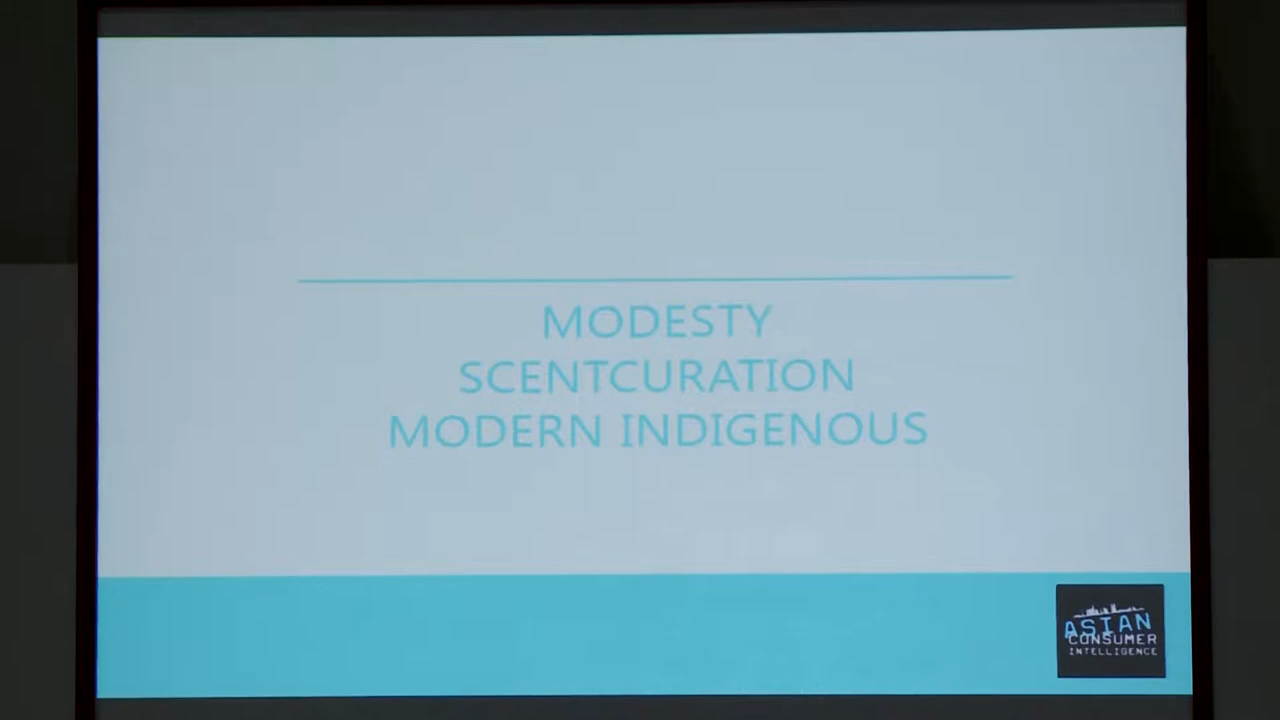 MODESTY
SCENTCURATION
MODERN INDIGENOUS
ASIAN
CONSUMER
INTELLIGENCE